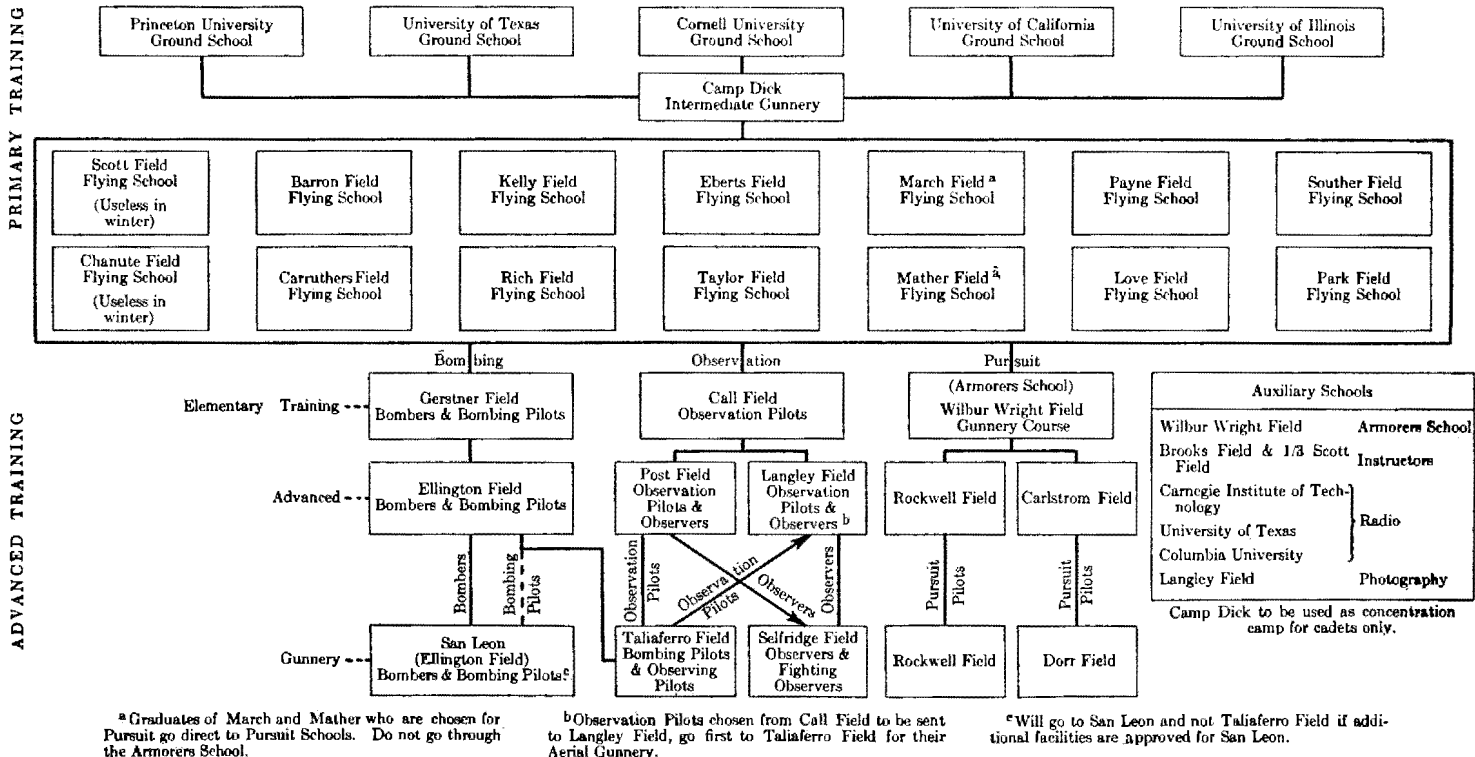 PRIMARY TRAINING
Princeton University
Ground School
University of Texas
Ground School
Cornell University
Ground School
University of California
Ground School
University of Illinois
Ground School
Camp Dick
Intermediate Gunnery
Scott Field
Flying School
(Useless in
winter)
Barron Field
Flying School
Kelly Field
Flying School
Eberts Field
Flying School
March Field a
Flying School
Payne Field
Flying School
Souther Field
Flying School
Chanute Field
Flying School
(Useless in
winter)
Carruthers Field
Flying School
Rich Field
Flying School
Taylor Field
Flying School
Mather Field a
Flying School
Love Field
Flying School
Park Field
Flying School
Bombing
Observation
Pursuit
ADVANCED TRAINING
Elementary Training
Gerstner Field
Bombers & Bombing Pilots
Call Field
Observation Pilots
(Armorers School)
Wilbur Wright Field
Gunnery Course
Advanced
Ellington Field
Bombers & Bombing Pilots
Post Field
Observation
Pilots &
Observers
Langley Field
Observation
Pilots &
Observers b
Rockwell Field
Carlstrom Field
Bombers
Bombing
Pilots
Observation
Pilots
Observation
Pilots
Observers
Observers
Pursuit
Pilots
Pursuit
Pilots
Gunnery
San Leon
(Ellington Field)
Bombers & Bombing Pilots c
Taliaferro Field
Bombing Pilots
& Observing
Pilots
Selfridge Field
Observers &
Fighting
Observers
Rockwell Field
Dorr Field
Auxiliary Schools
Wilbur Wright Field Armorers School
Brooks Field & 1/3 Scott
Field Instructors
Carnegie Institute of Tech-
nology
University of Texas Radio
Columbia University
Langley Field Photography
Camp Dick to be used as concentration
camp for cadets only.
a Graduates of March and Mather who are chosen for
Pursuit go direct to Pursuit Schools. Do not go through
the Armorers School.
b Observation Pilots chosen from Call Field to be sent
to Langley Field, go first to Taliaferro Field for their
Aerial Gunnery.
c Will go to San Leon and not Taliaferro Field if addi-
tional facilities are approved for San Leon.